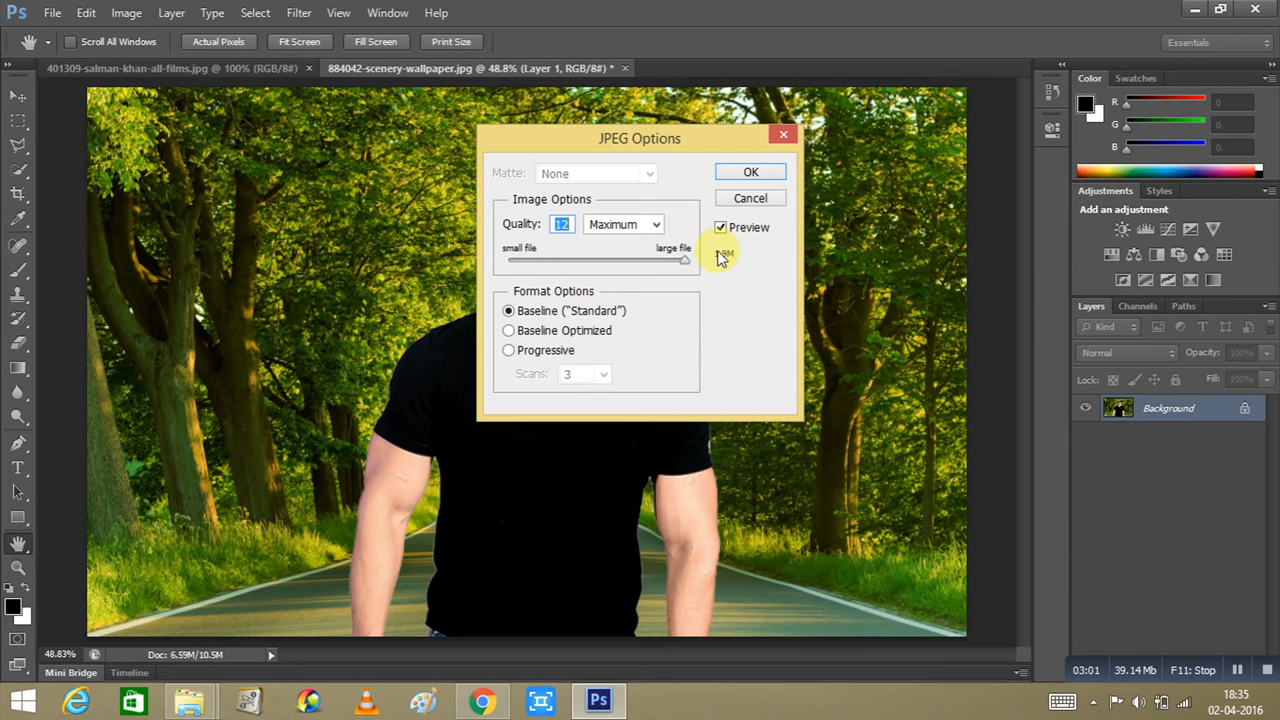 Ps File Edit Image Layer Type Select Filter View Window Help
Scroll All Windows Actual Pixels Fit Screen Fill Screen Print Size Essentials
401309-salman-khan-all-films.jpg @ 100% (RGB/8#) × 884042-scenery-wallpaper.jpg @ 48.8% (Layer 1, RGB/8#) * ×
Color Swatches
R 0
G 0
B 0
JPEG Options
Matte: None OK
Cancel
Image Options
Quality: 12 Maximum Preview
small file large file
Format Options
Baseline ("Standard")
Baseline Optimized
Progressive
Scans: 3
Adjustments Styles
Add an adjustment
Layers Channels Paths
Kind
Normal Opacity: 100%
Lock: Fill: 100%
Background
48.83% Doc: 6.59M/10.5M
Mini Bridge Timeline
03:01 39.14 Mb F11: Stop
Ps
18:35
02-04-2016